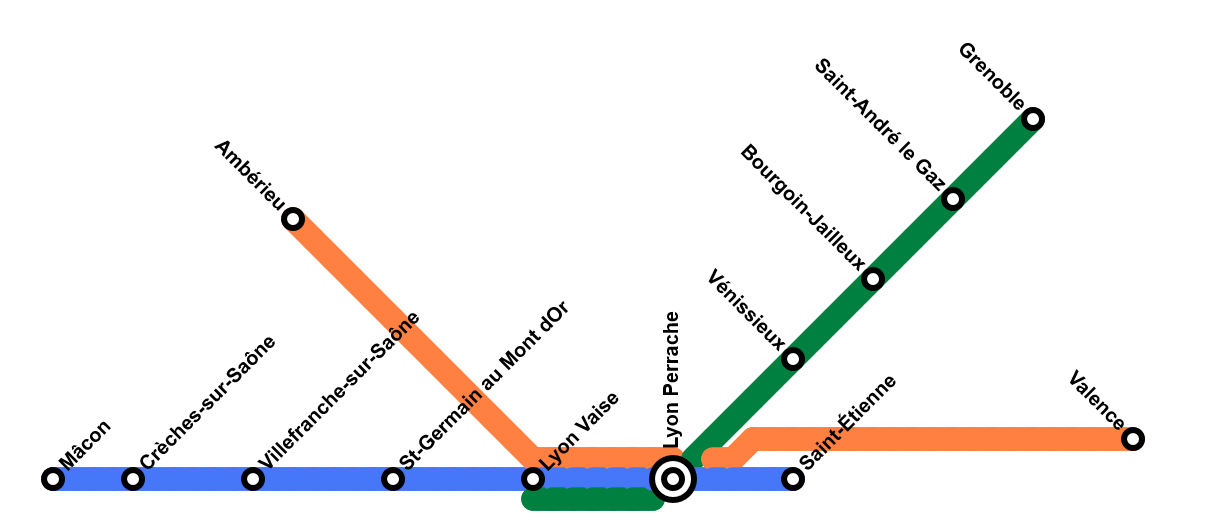 Grenoble
Saint-André le Gaz
Bourgoin-Jailleux
Ambérieu
Vénissieux
Lyon Perrache
Valence
Mâcon
Crèches-sur-Saône
Villefranche-sur-Saône
St-Germain au Mont dOr
Lyon Vaise
Saint-Étienne